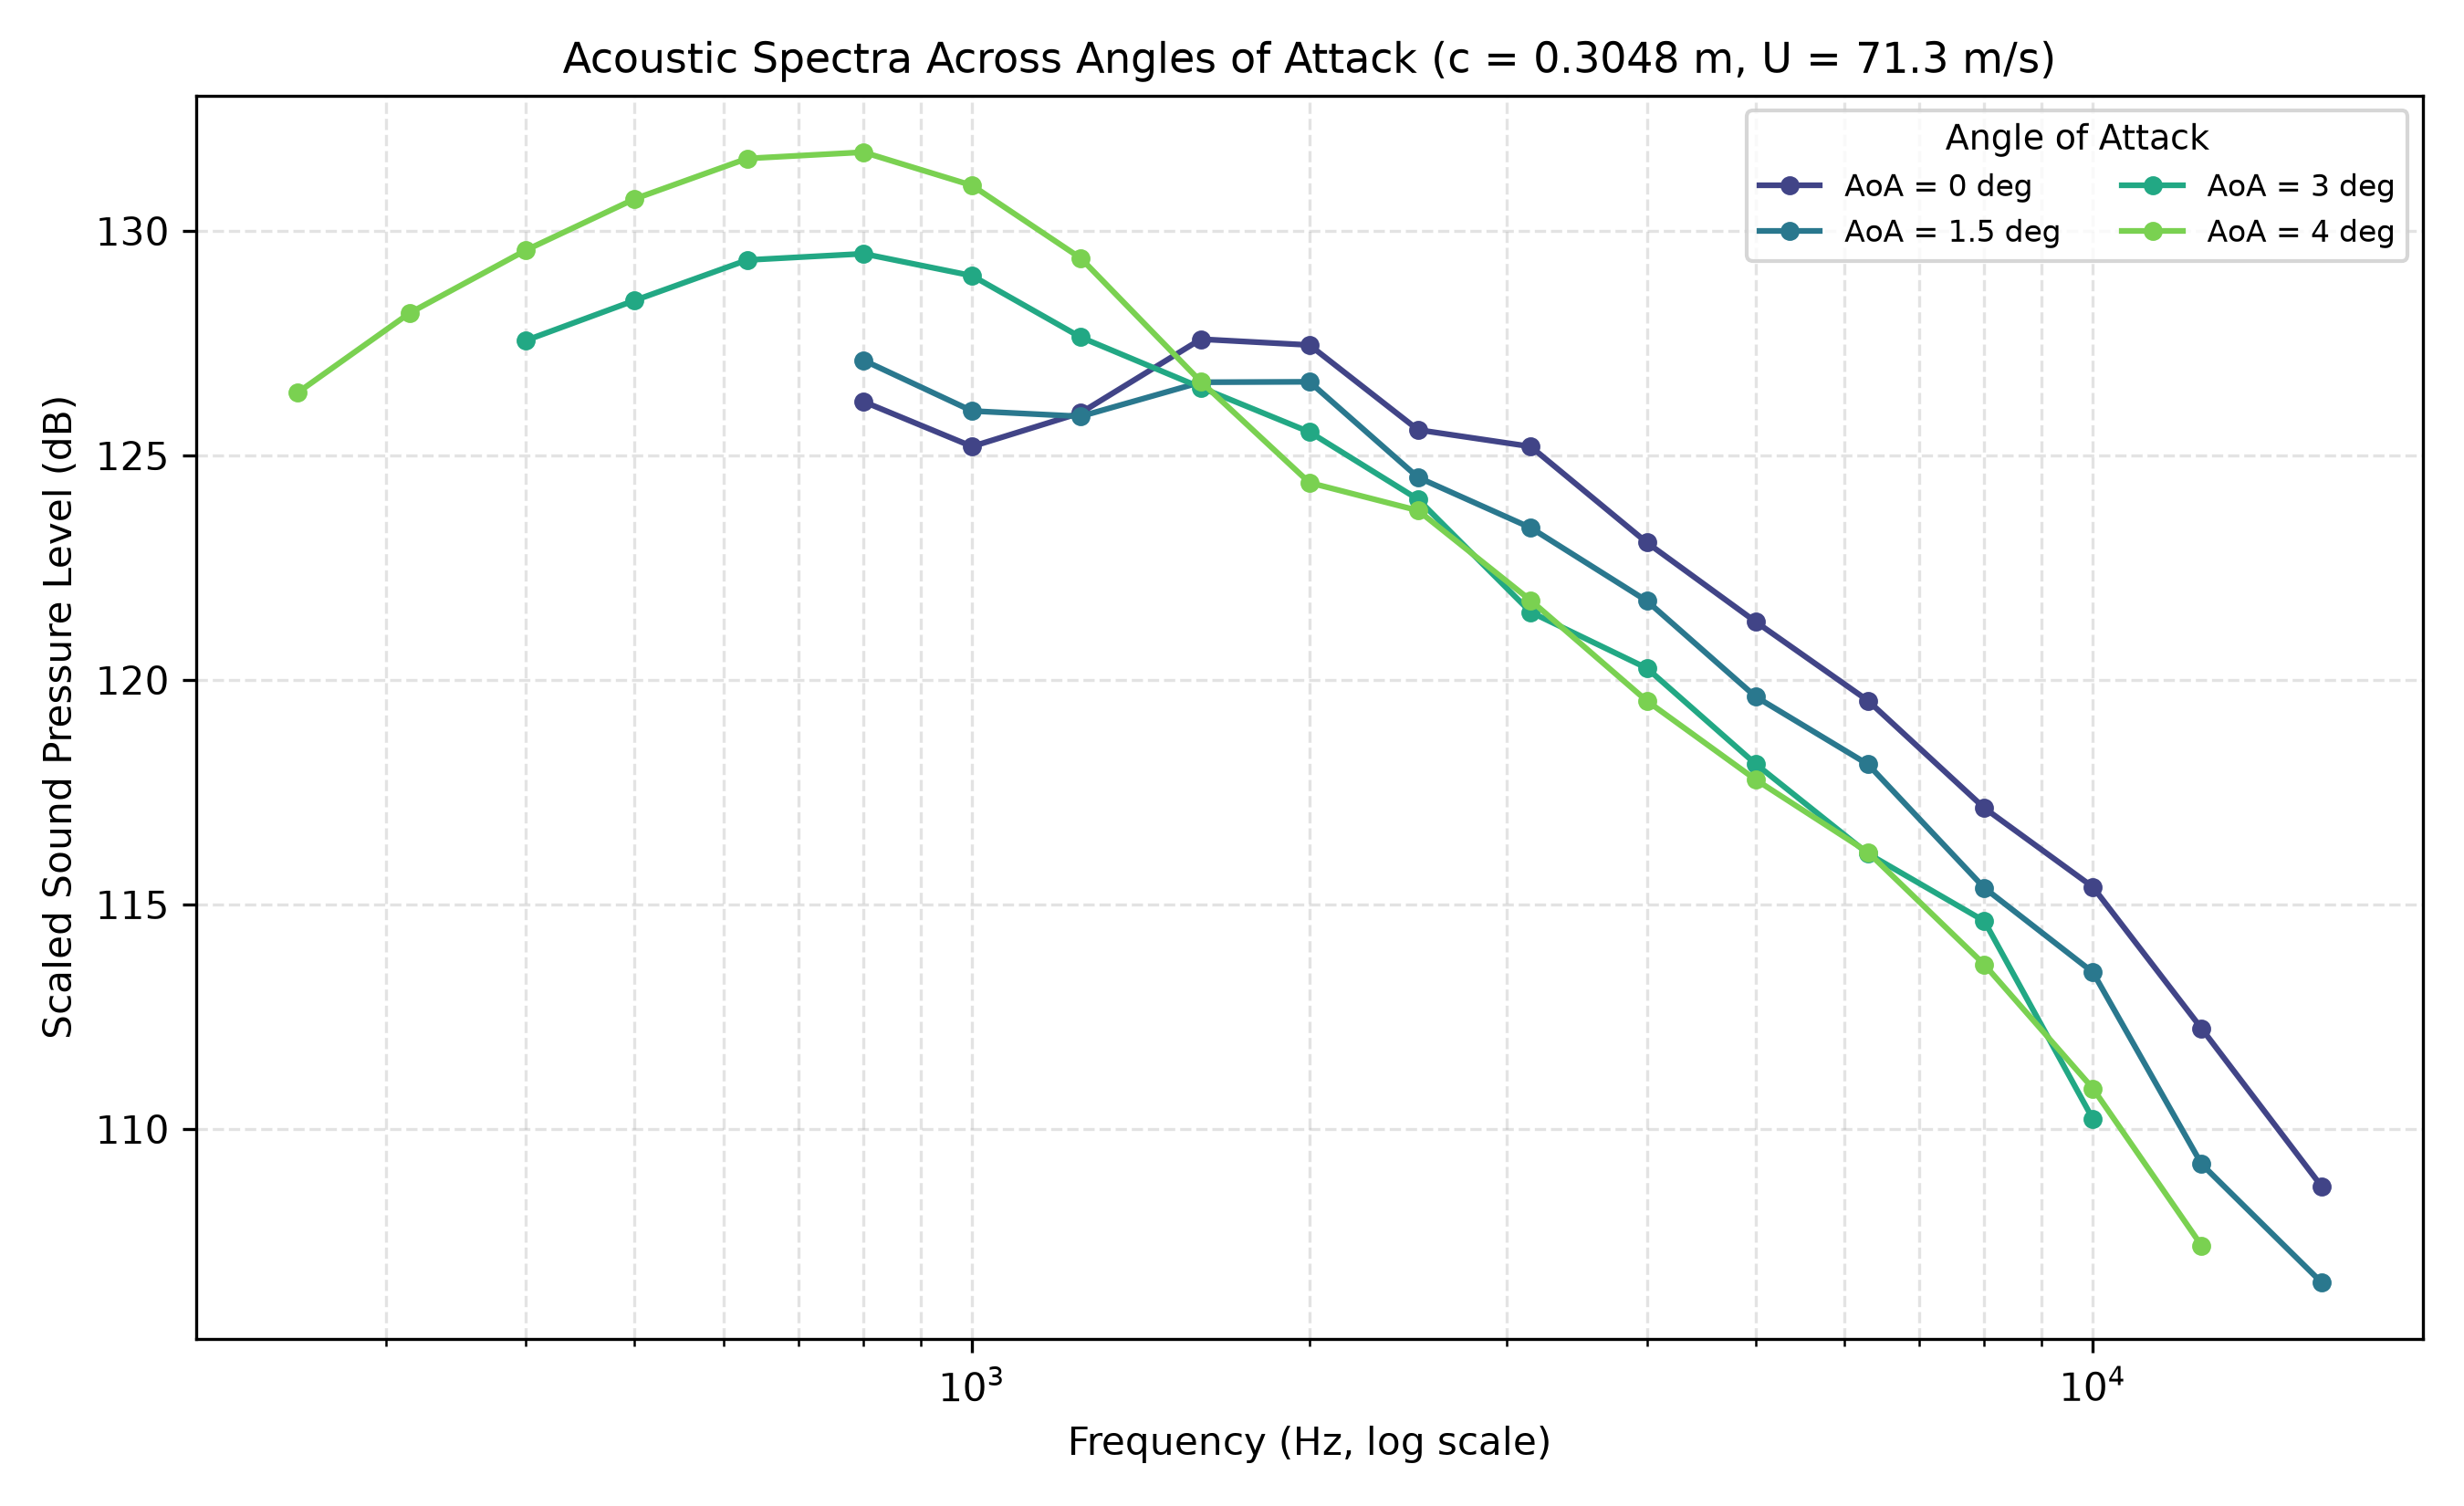 Acoustic Spectra Across Angles of Attack (c = 0.3048 m, U = 71.3 m/s)
Angle of Attack
AoA = 0 deg
AoA = 1.5 deg
AoA = 3 deg
AoA = 4 deg
Scaled Sound Pressure Level (dB)
130
125
120
115
110
10³
10⁴
Frequency (Hz, log scale)